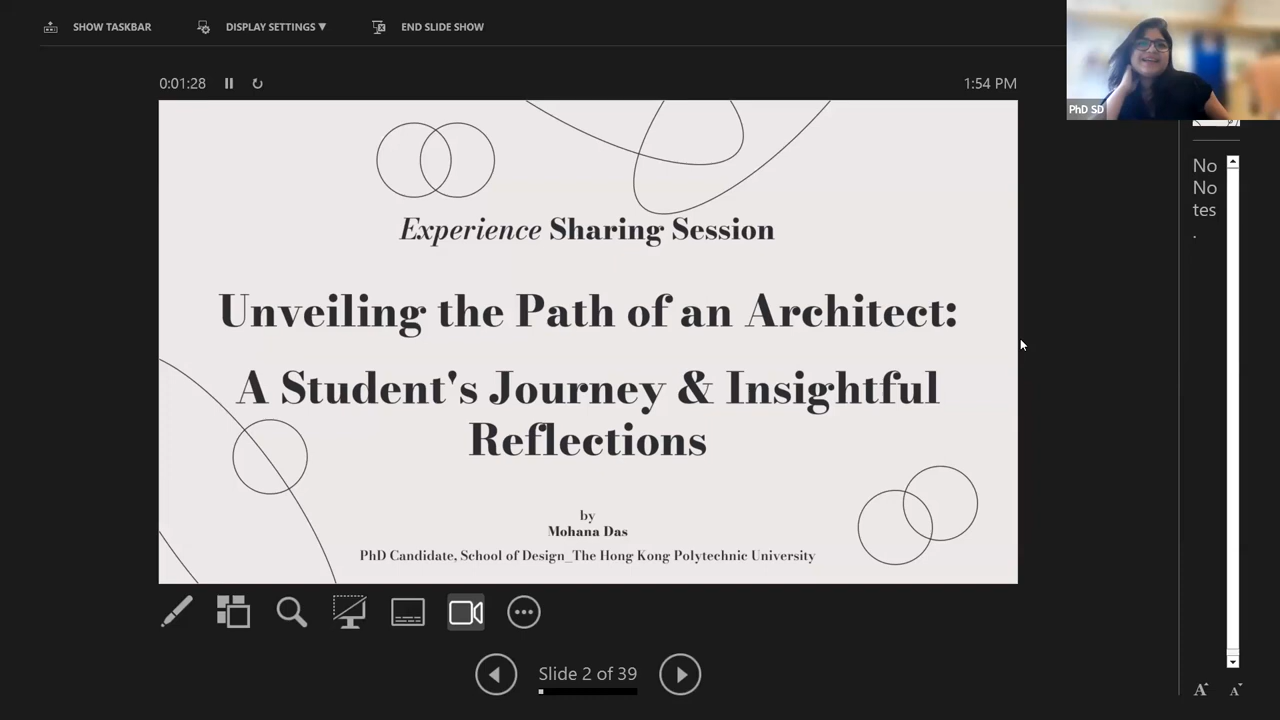 SHOW TASKBAR
DISPLAY SETTINGS ▼
END SLIDE SHOW
0:01:28
1:54 PM
PhD SD
No
No
tes
.
Experience Sharing Session
Unveiling the Path of an Architect:
A Student's Journey & Insightful
Reflections
by
Mohana Das
PhD Candidate, School of Design_The Hong Kong Polytechnic University
Slide 2 of 39
A A